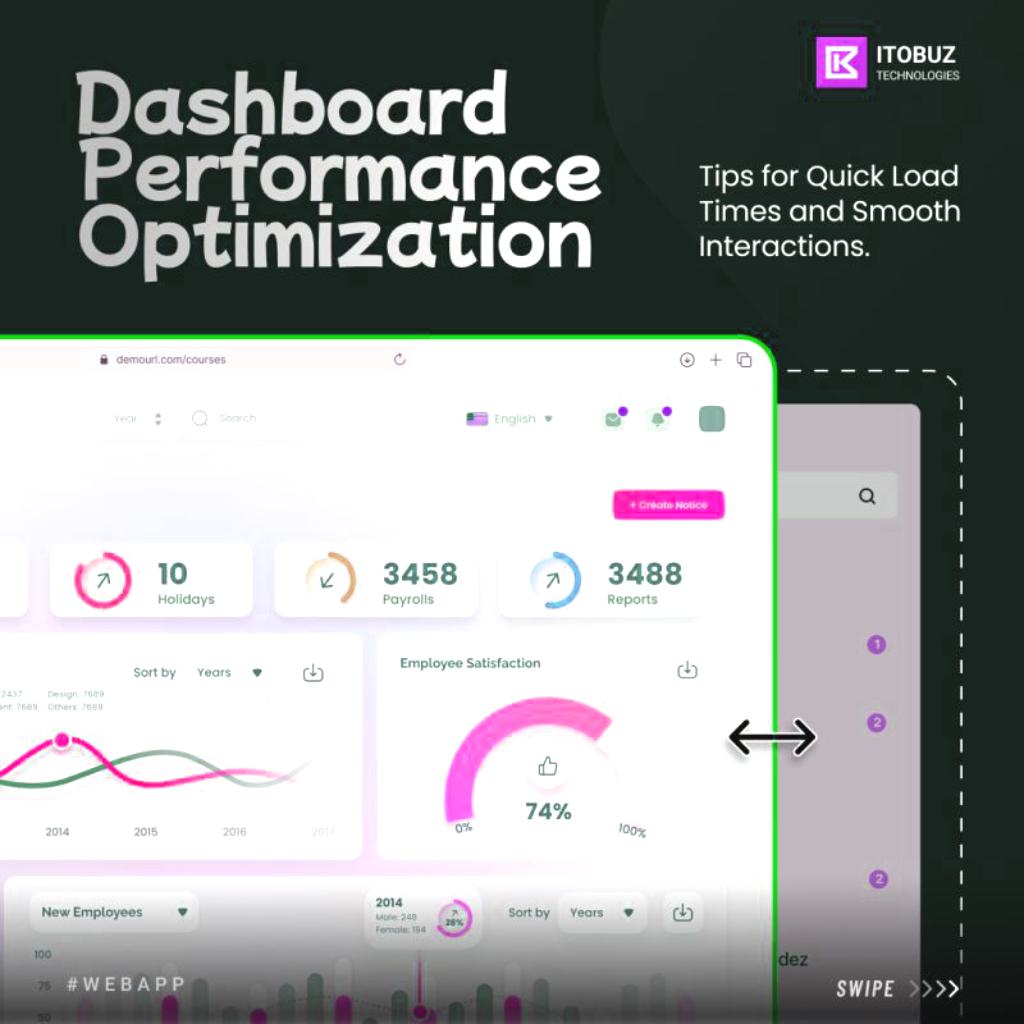 Dashboard
Performance
Optimization
ITOBUZ
TECHNOLOGIES
Tips for Quick Load
Times and Smooth
Interactions.
demourl.com/courses
Year
Search
English
+ Create Notice
10
Holidays
3458
Payrolls
3488
Reports
Sort by Years
2437 Design: 7689
7689 Others: 7689
2014 2015 2016 2017
Employee Satisfaction
74%
0%
100%
1
2
2
New Employees
2014
Male: 248
Female: 194
28%
Sort by Years
100
75
50
dez
#WEBAPP
SWIPE >>>>